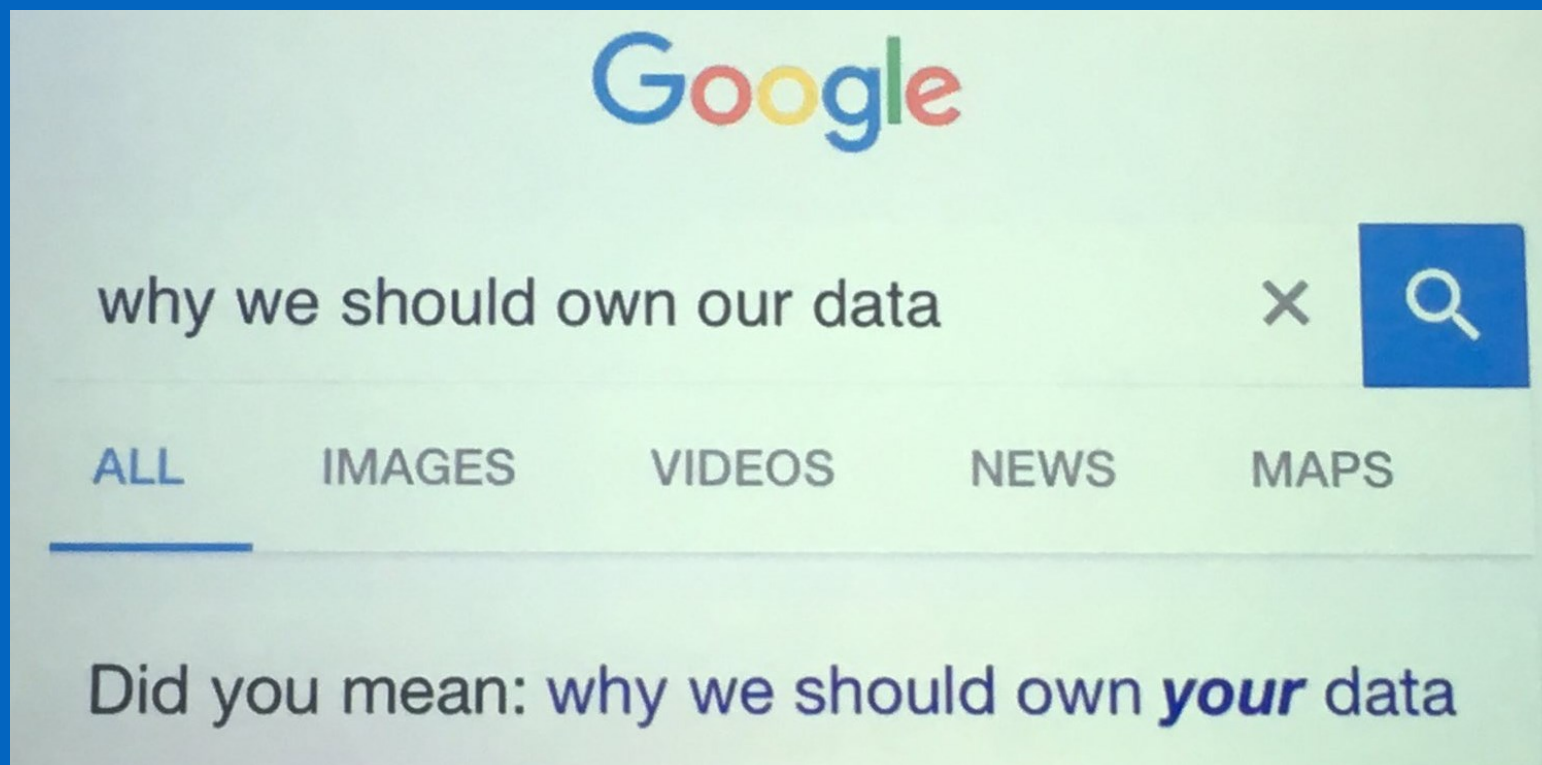 Google
why we should own our data
ALL IMAGES VIDEOS NEWS MAPS
Did you mean: why we should own your data